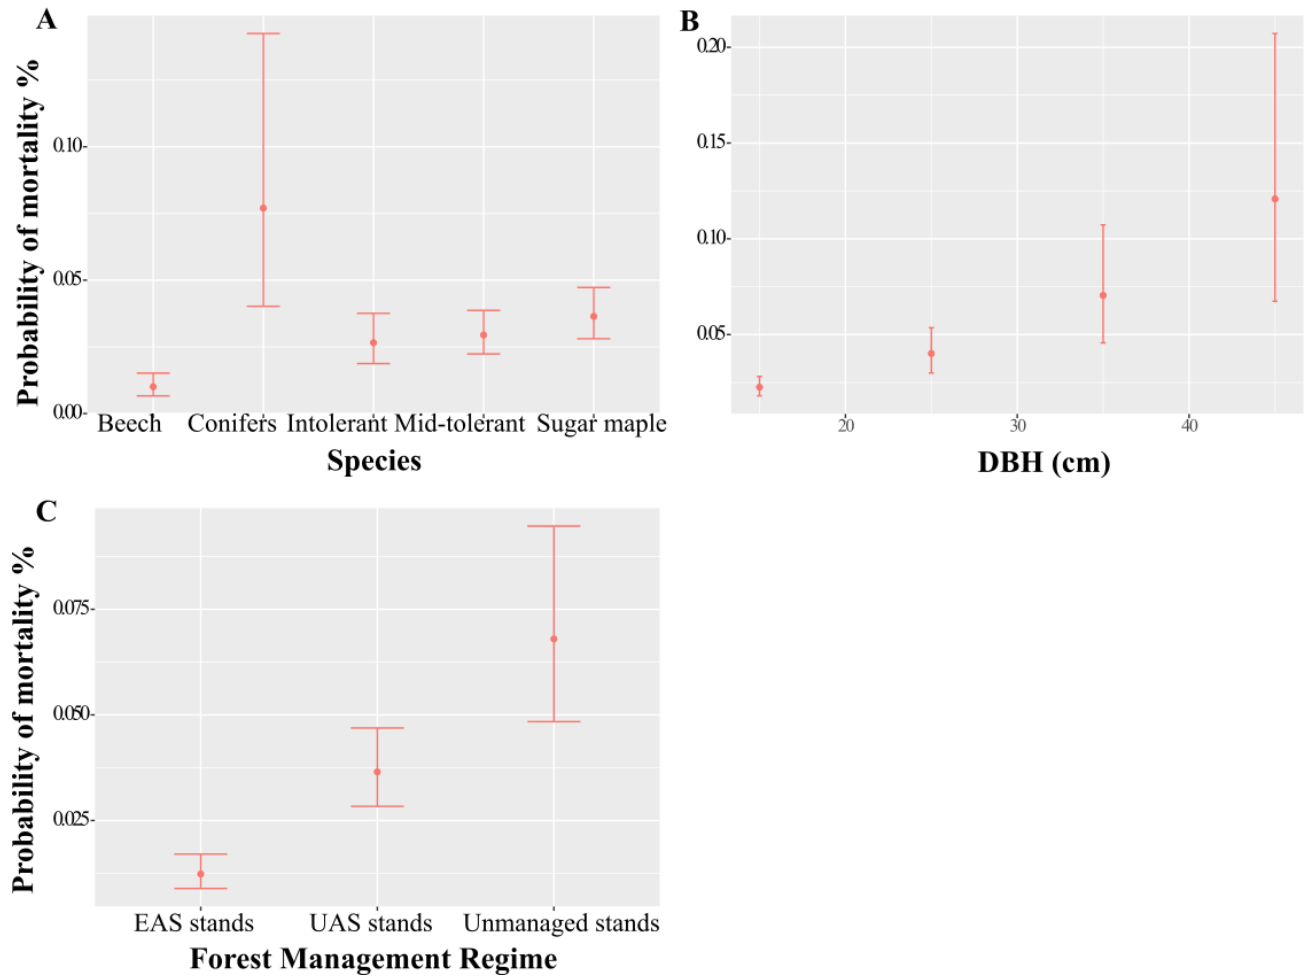 A
Probability of mortality %
0.10
0.05
0.00
Beech Conifers Intolerant Mid-tolerant Sugar maple
Species
B
0.20
0.15
0.10
0.05
20 30 40
DBH (cm)
C
Probability of mortality %
0.075
0.050
0.025
EAS stands UAS stands Unmanaged stands
Forest Management Regime